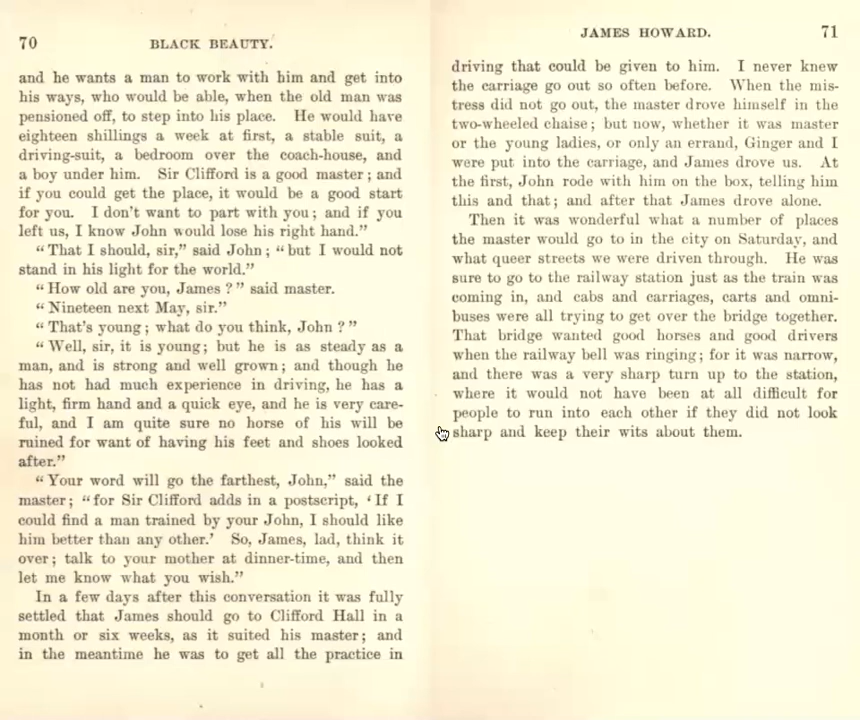 70
BLACK BEAUTY.
and he wants a man to work with him and get into
his ways, who would be able, when the old man was
pensioned off, to step into his place. He would have
eighteen shillings a week at first, a stable suit, a
driving-suit, a bedroom over the coach-house, and
a boy under him. Sir Clifford is a good master; and
if you could get the place, it would be a good start
for you. I don't want to part with you; and if you
left us, I know John would lose his right hand."
"That I should, sir," said John; "but I would not
stand in his light for the world."
"How old are you, James?" said master.
"Nineteen next May, sir."
"That's young; what do you think, John?"
"Well, sir, it is young; but he is as steady as a
man, and is strong and well grown; and though he
has not had much experience in driving, he has a
light, firm hand and a quick eye, and he is very care-
ful, and I am quite sure no horse of his will be
ruined for want of having his feet and shoes looked
after."
"Your word will go the farthest, John," said the
master; "for Sir Clifford adds in a postscript, 'If I
could find a man trained by your John, I should like
him better than any other.' So, James, lad, think it
over; talk to your mother at dinner-time, and then
let me know what you wish."
In a few days after this conversation it was fully
settled that James should go to Clifford Hall in a
month or six weeks, as it suited his master; and
in the meantime he was to get all the practice in
JAMES HOWARD.
71
driving that could be given to him. I never knew
the carriage go out so often before. When the mis-
tress did not go out, the master drove himself in the
two-wheeled chaise; but now, whether it was master
or the young ladies, or only an errand, Ginger and I
were put into the carriage, and James drove us. At
the first, John rode with him on the box, telling him
this and that; and after that James drove alone.
Then it was wonderful what a number of places
the master would go to in the city on Saturday, and
what queer streets we were driven through. He was
sure to go to the railway station just as the train was
coming in, and cabs and carriages, carts and omni-
buses were all trying to get over the bridge together.
That bridge wanted good horses and good drivers
when the railway bell was ringing; for it was narrow,
and there was a very sharp turn up to the station,
where it would not have been at all difficult for
people to run into each other if they did not look
sharp and keep their wits about them.